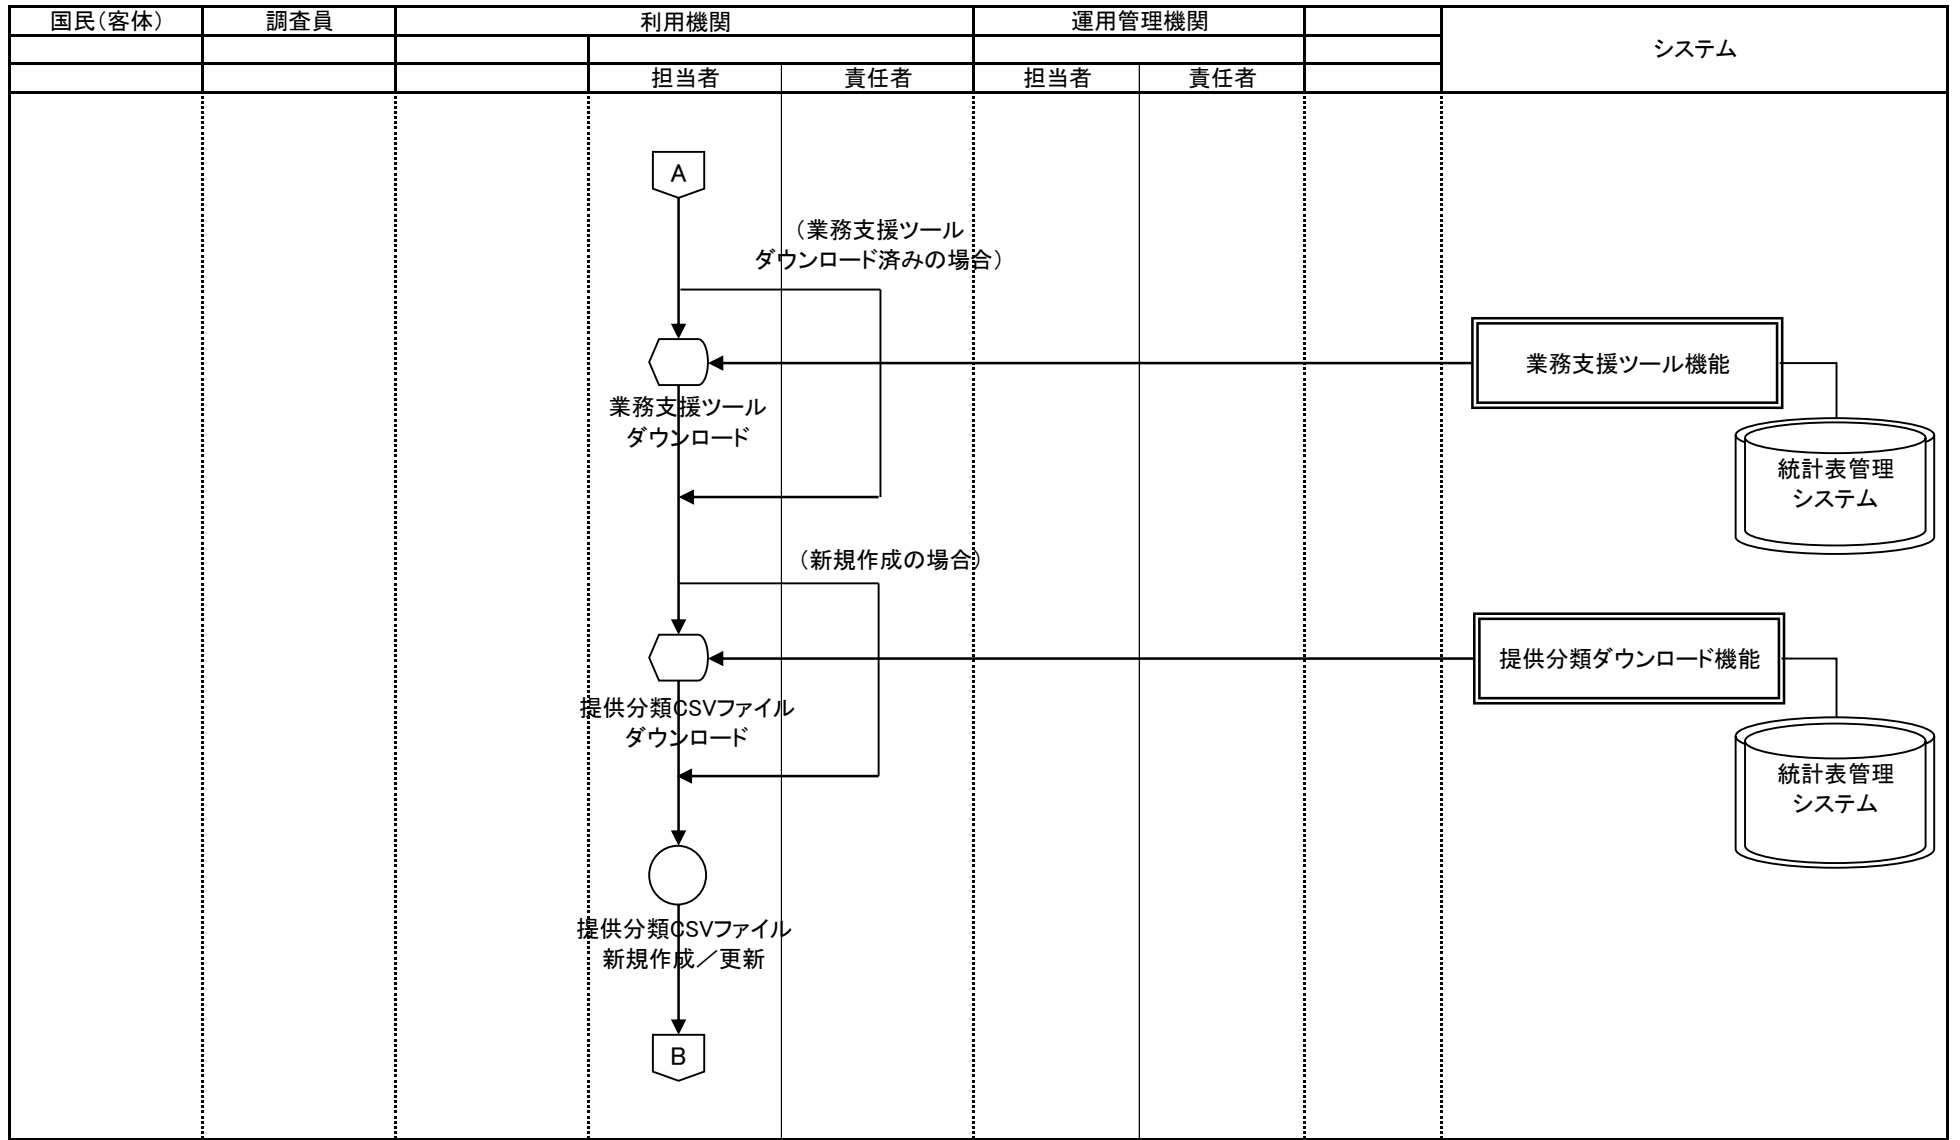 国民（客体）
調査員
利用機関
運用管理機関
システム
担当者
責任者
担当者
責任者
A
（業務支援ツール
ダウンロード済みの場合）
業務支援ツール機能
業務支援ツール
ダウンロード
統計表管理
システム
（新規作成の場合）
提供分類ダウンロード機能
提供分類CSVファイル
ダウンロード
統計表管理
システム
提供分類CSVファイル
新規作成／更新
B